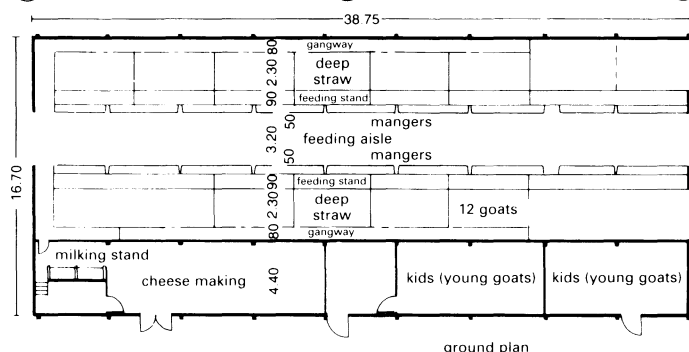 38.75
gangway
80
deep
straw
2.30
feeding stand
90
50
mangers
feeding aisle
3.20
mangers
50
16.70
feeding stand
90
deep
straw
2.30
12 goats
gangway
80
milking stand
cheese making
4.40
kids (young goats)
kids (young goats)
ground plan